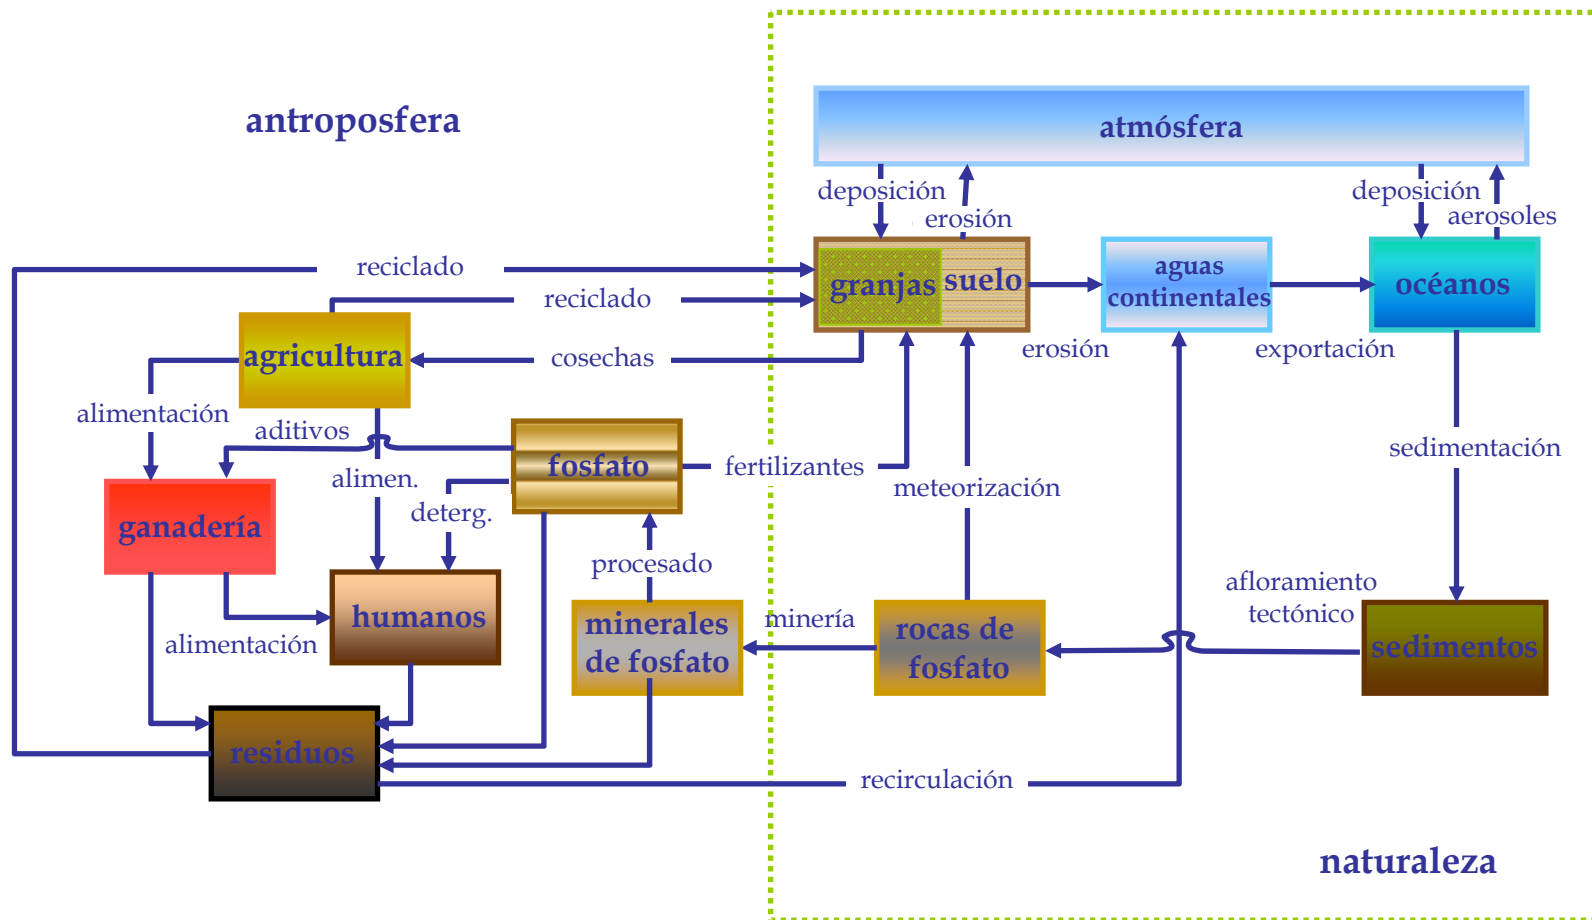 antroposfera
atmósfera
deposición
erosión
deposición
aerosoles
reciclado
reciclado
granjas
suelo
aguas
continentales
océanos
agricultura
cosechas
erosión
exportación
alimentación
aditivos
alimen.
deterg.
fosfato
fertilizantes
meteorización
sedimentación
ganadería
procesado
humanos
alimentación
minerales
de fosfato
minería
rocas de
fosfato
afloramiento
tectónico
sedimentos
residuos
recirculación
naturaleza